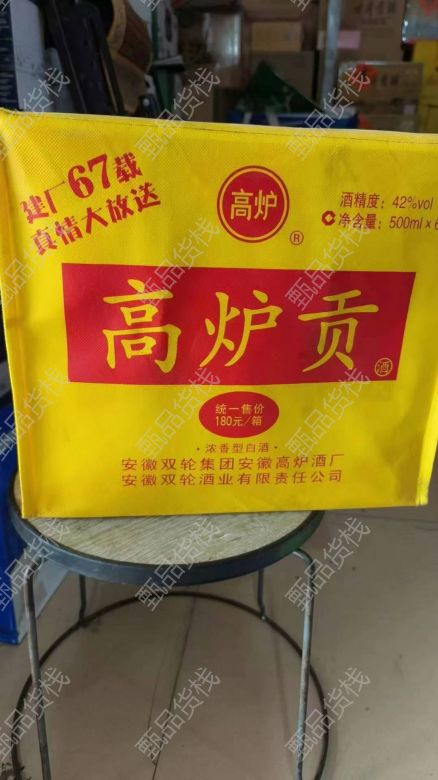 建厂67载
真情大放送
高炉
®
酒精度：42%vol
净含量：500ml×6
高炉贡
酒
统一售价
180元/箱
·浓香型白酒·
安徽双轮集团安徽高炉酒厂
安徽双轮酒业有限责任公司
甄品货栈